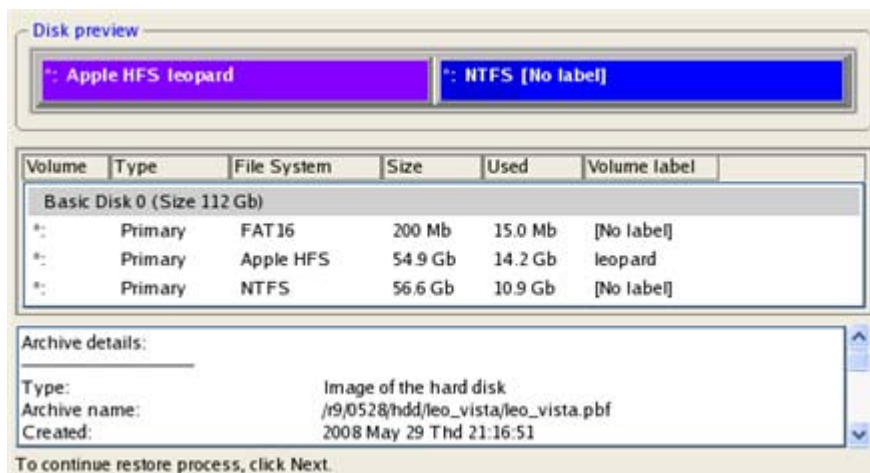 Disk preview
*: Apple HFS leopard
*: NTFS [No label]
Volume Type File System Size Used Volume label
Basic Disk 0 (Size 112 Gb)
*: Primary FAT16 200 Mb 15.0 Mb [No label]
*: Primary Apple HFS 54.9 Gb 14.2 Gb leopard
*: Primary NTFS 56.6 Gb 10.9 Gb [No label]
Archive details:
Type: Image of the hard disk
Archive name: /r9/0528/hdd/leo_vista/leo_vista.pbf
Created: 2008 May 29 Thd 21:16:51
To continue restore process, click Next.